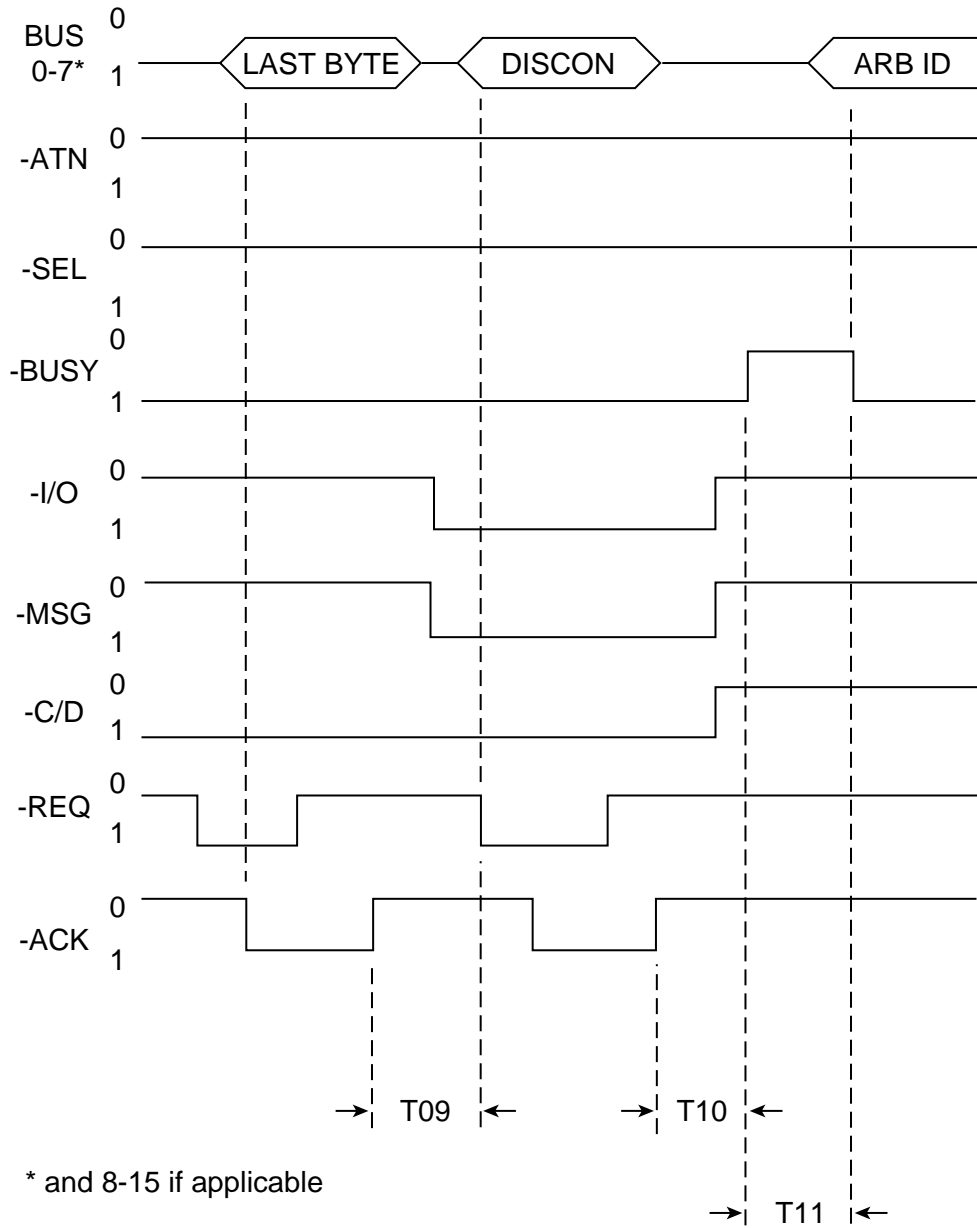 0
BUS
0-7*
1
LAST BYTE
DISCON
ARB ID
0
-ATN
1
0
-SEL
1
0
-BUSY
1
0
-I/O
1
0
-MSG
1
0
-C/D
1
0
-REQ
1
0
-ACK
1
T09
T10
* and 8-15 if applicable
T11